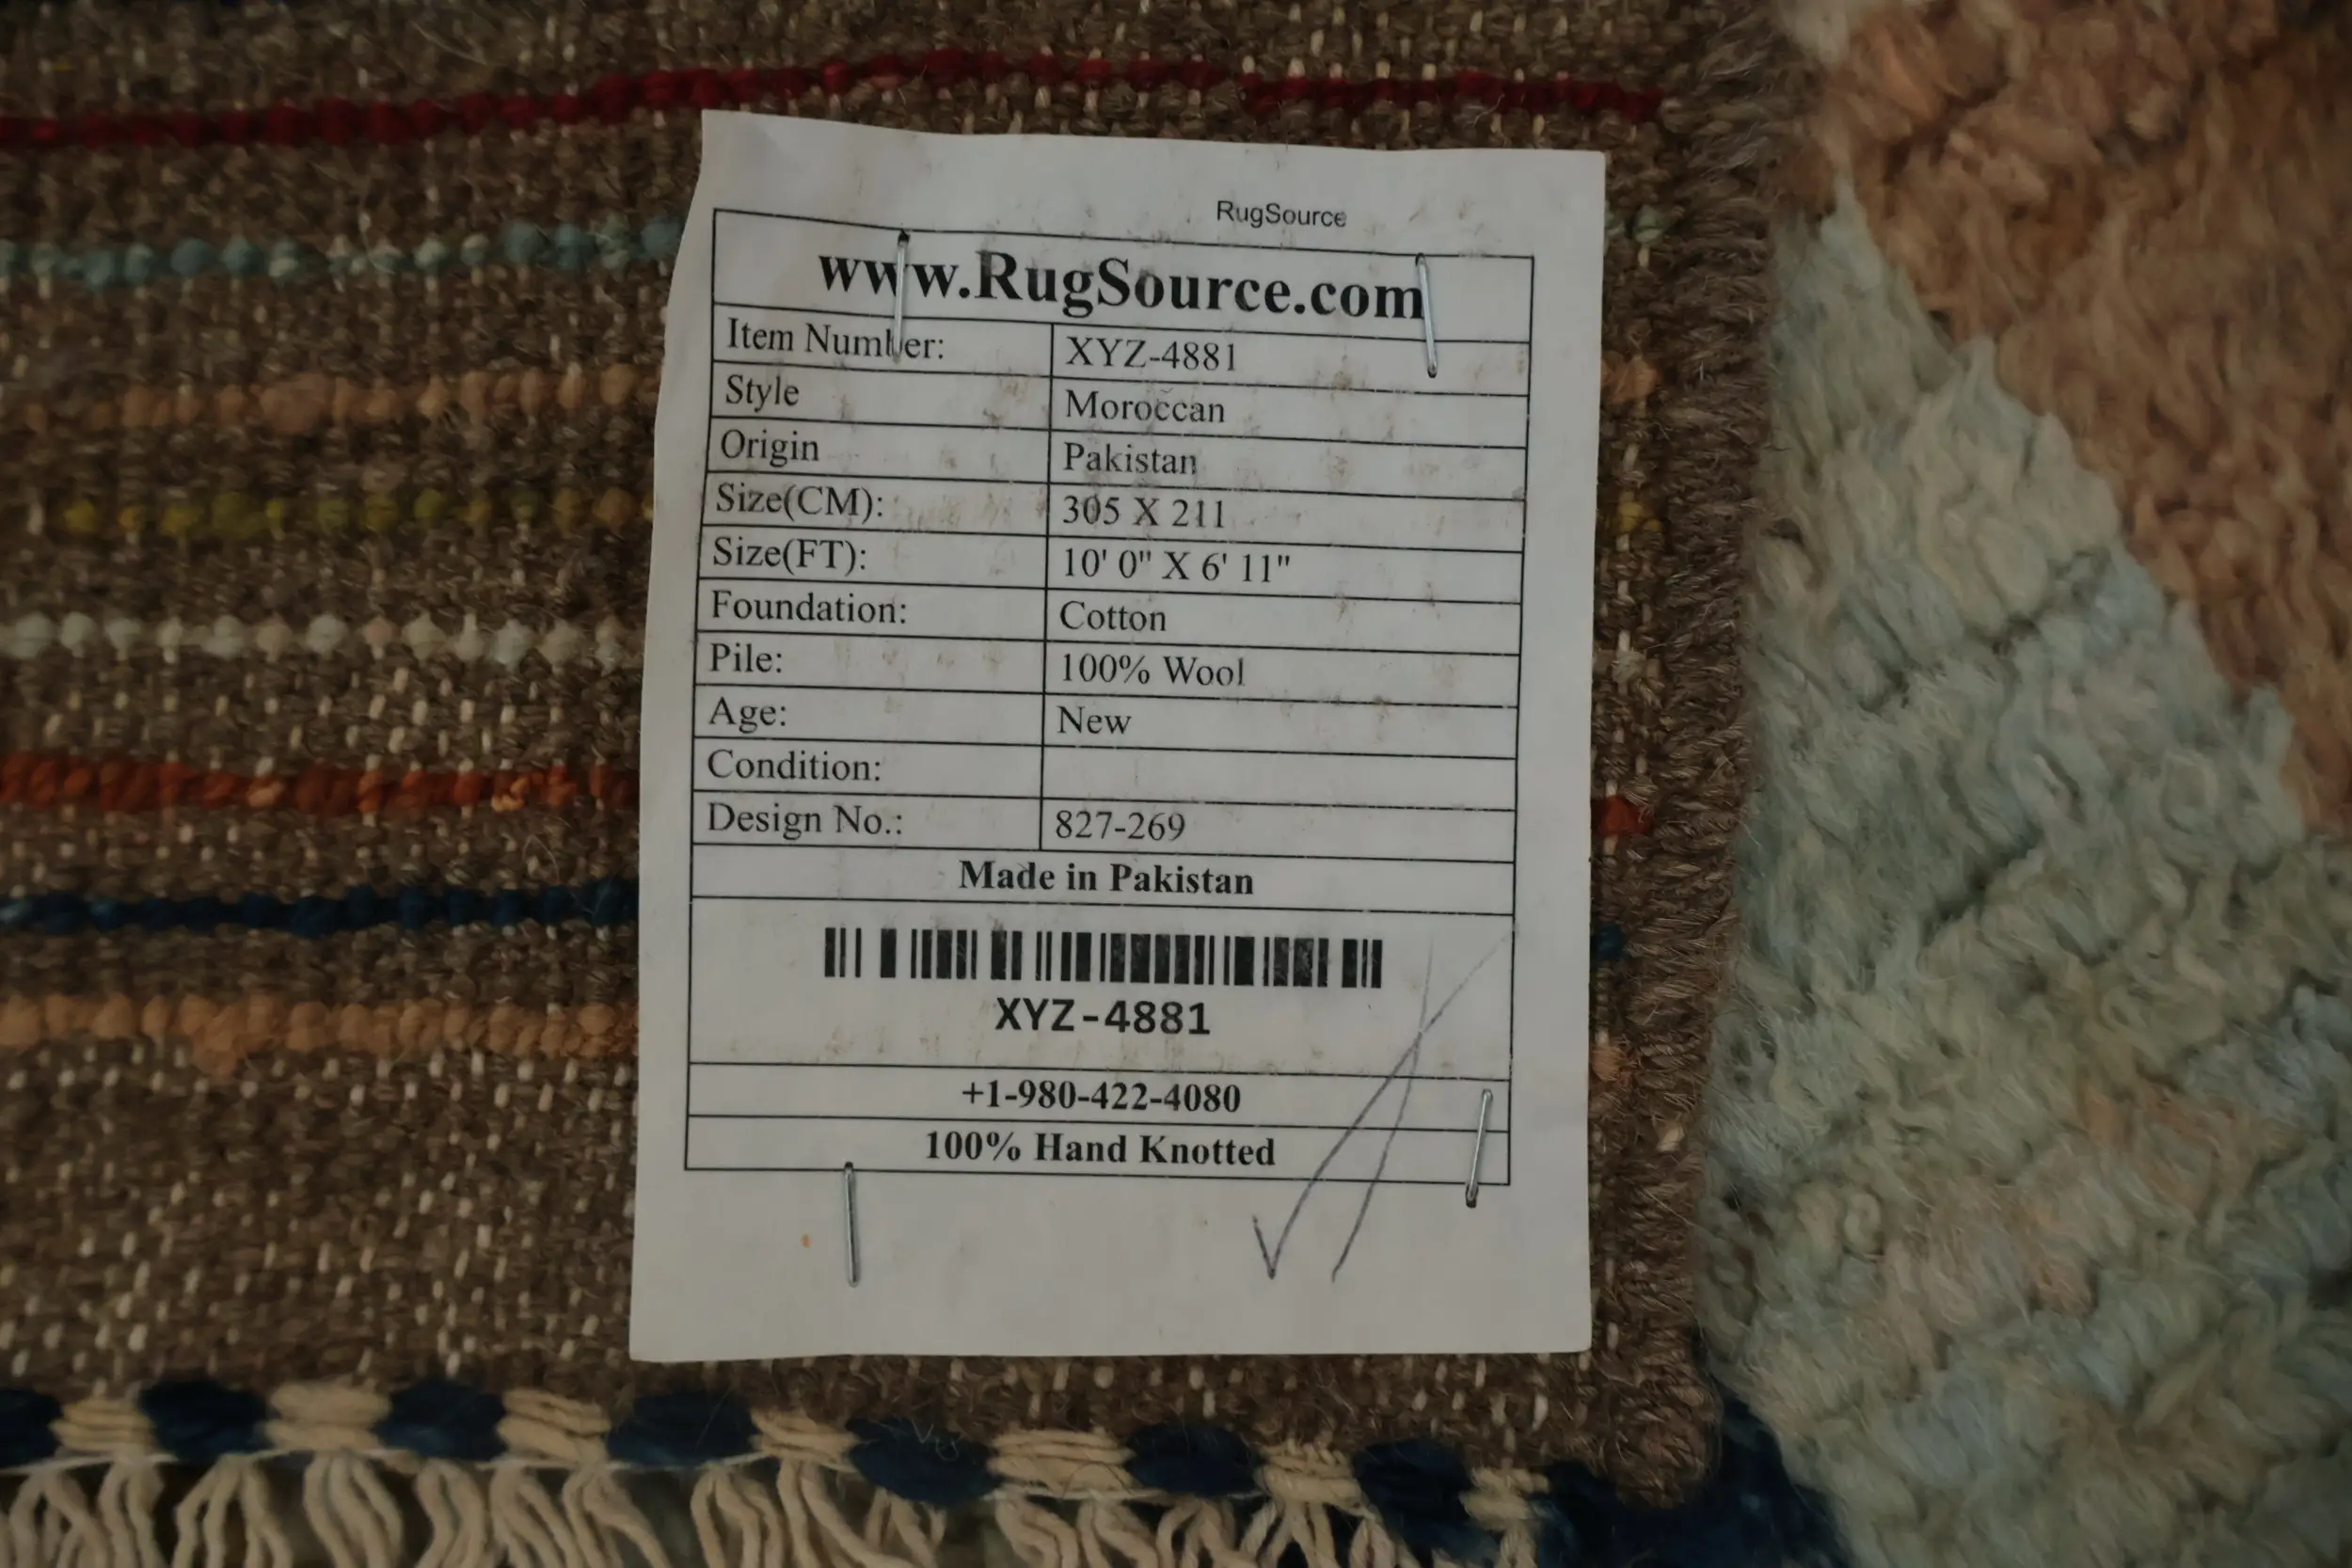 RugSource
www.RugSource.com
Item Number: XYZ-4881
Style Moroccan
Origin Pakistan
Size(CM): 305 X 211
Size(FT): 10' 0" X 6' 11"
Foundation: Cotton
Pile: 100% Wool
Age: New
Condition:
Design No.: 827-269
Made in Pakistan
XYZ-4881
+1-980-422-4080
100% Hand Knotted